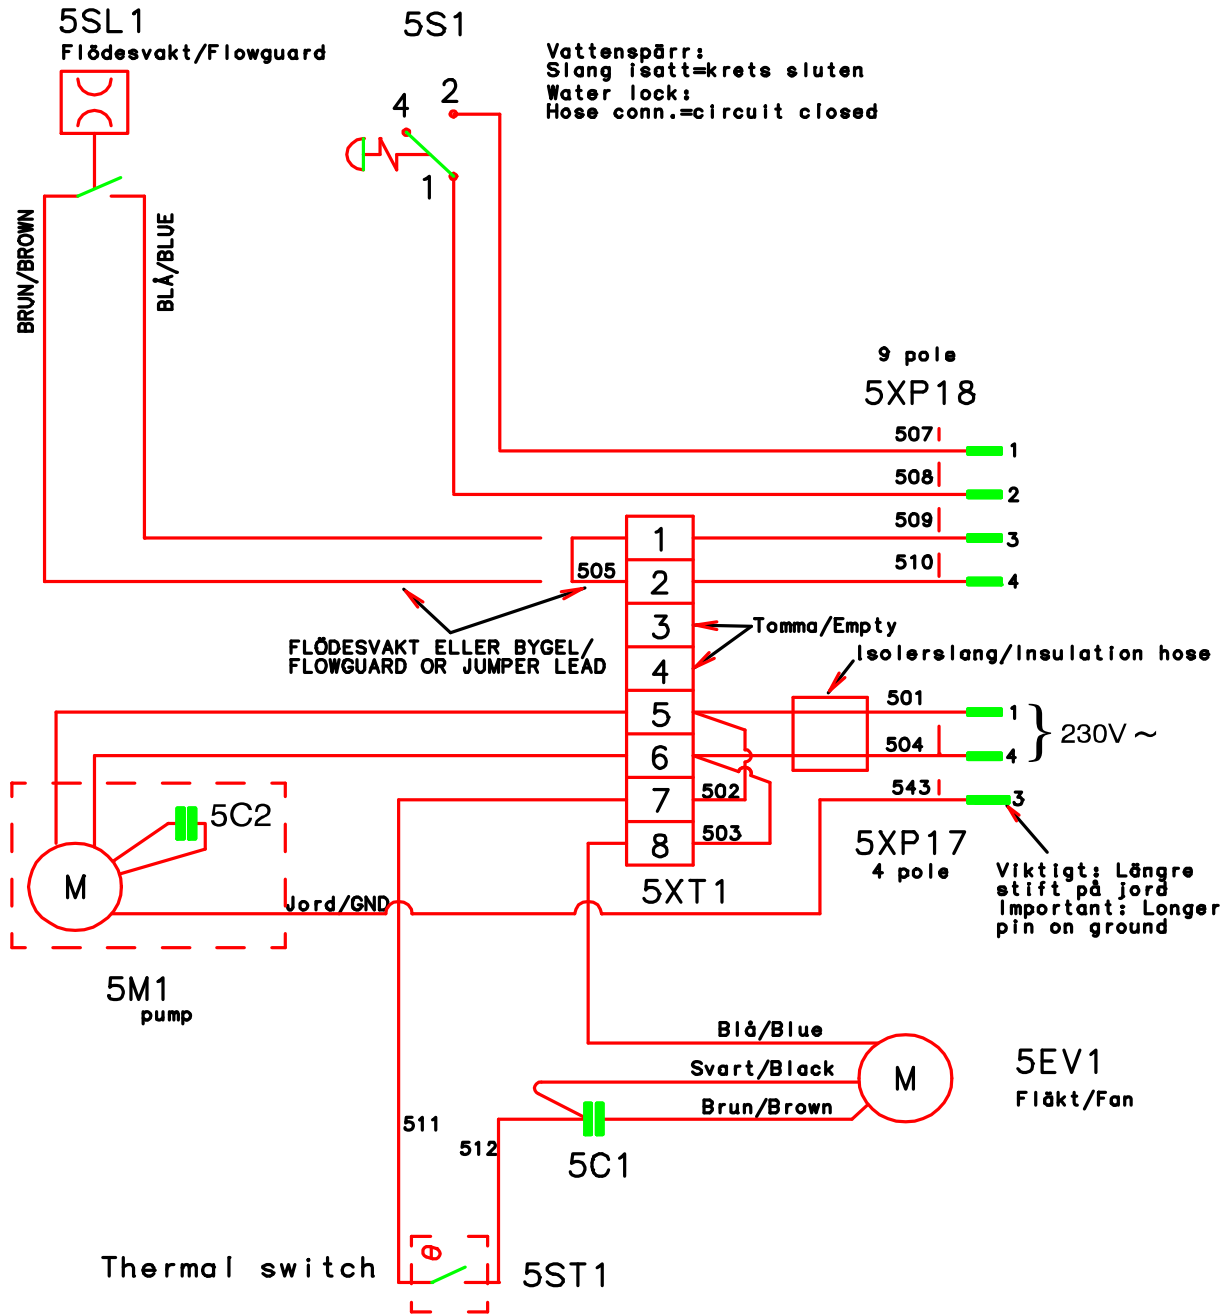 5SL1
Flödesvakt/Flowguard
5S1
Vattenspärr:
Slang isatt=krets sluten
Water lock:
Hose conn.=circuit closed
4
2
1
BRUN/BROWN
BLÅ/BLUE
9 pole
5XP18
507
1
508
2
509
3
510
4
1
505
2
3
4
5
6
7
8
5XT1
FLÖDESVAKT ELLER BYGEL/
FLOWGUARD OR JUMPER LEAD
Tomma/Empty
Isolerslang/Insulation hose
501
1
504
4
230V ~
543
3
502
503
5XP17
4 pole
Viktigt: Längre
stift på jord
Important: Longer
pin on ground
5C2
M
Jord/GND
5M1
pump
Blå/Blue
Svart/Black
Brun/Brown
M
5EV1
Fläkt/Fan
511
512
5C1
Thermal switch
θ
5ST1